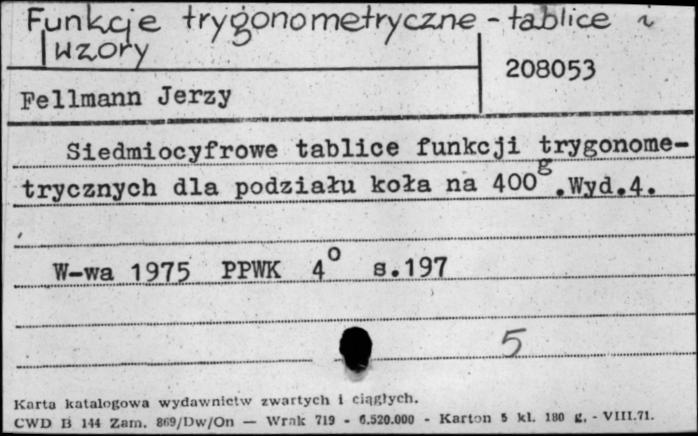 Funkcje trygonometryczne - tablice i
wzory
208053
Fellmann Jerzy
Siedmiocyfrowe tablice funkcji trygonome-
trycznych dla podziału koła na 400g.Wyd.4.
W-wa 1975 PPWK 4o s.197
5
Karta katalogowa wydawnictw zwartych i ciągłych.
CWD B 144 Zam. 869/Dw/On — Wrak 719 - 6.520.000 - Karton 5 kl. 180 g. - VIII.71.